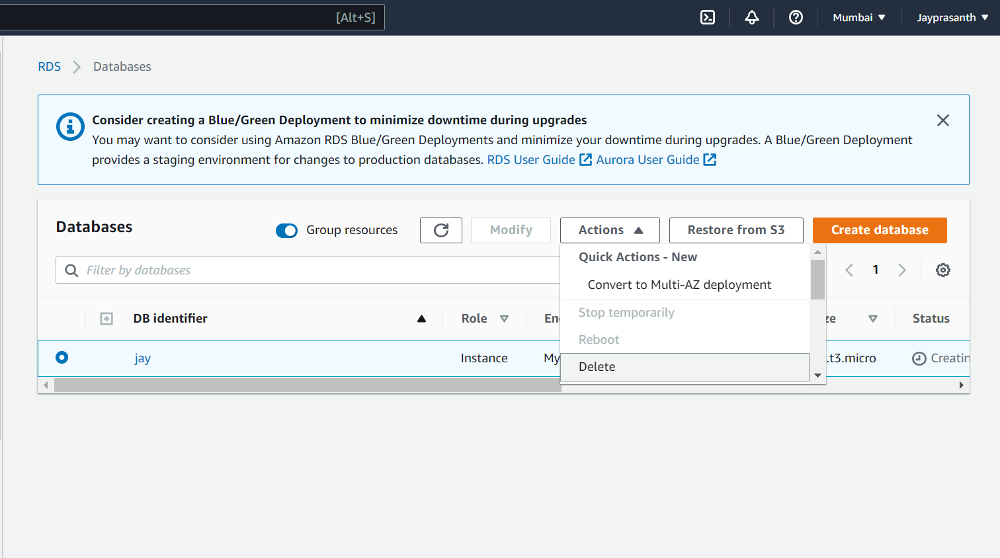 [Alt+S]
Mumbai
Jayprasanth
RDS
Databases
Consider creating a Blue/Green Deployment to minimize downtime during upgrades
You may want to consider using Amazon RDS Blue/Green Deployments and minimize your downtime during upgrades. A Blue/Green Deployment
provides a staging environment for changes to production databases. RDS User Guide Aurora User Guide
Databases
Group resources
Modify
Actions
Restore from S3
Create database
Filter by databases
1
Quick Actions - New
Convert to Multi-AZ deployment
Stop temporarily
Reboot
Delete
DB identifier
Role
Eng
ze
Status
jay
Instance
My
.t3.micro
Creatin